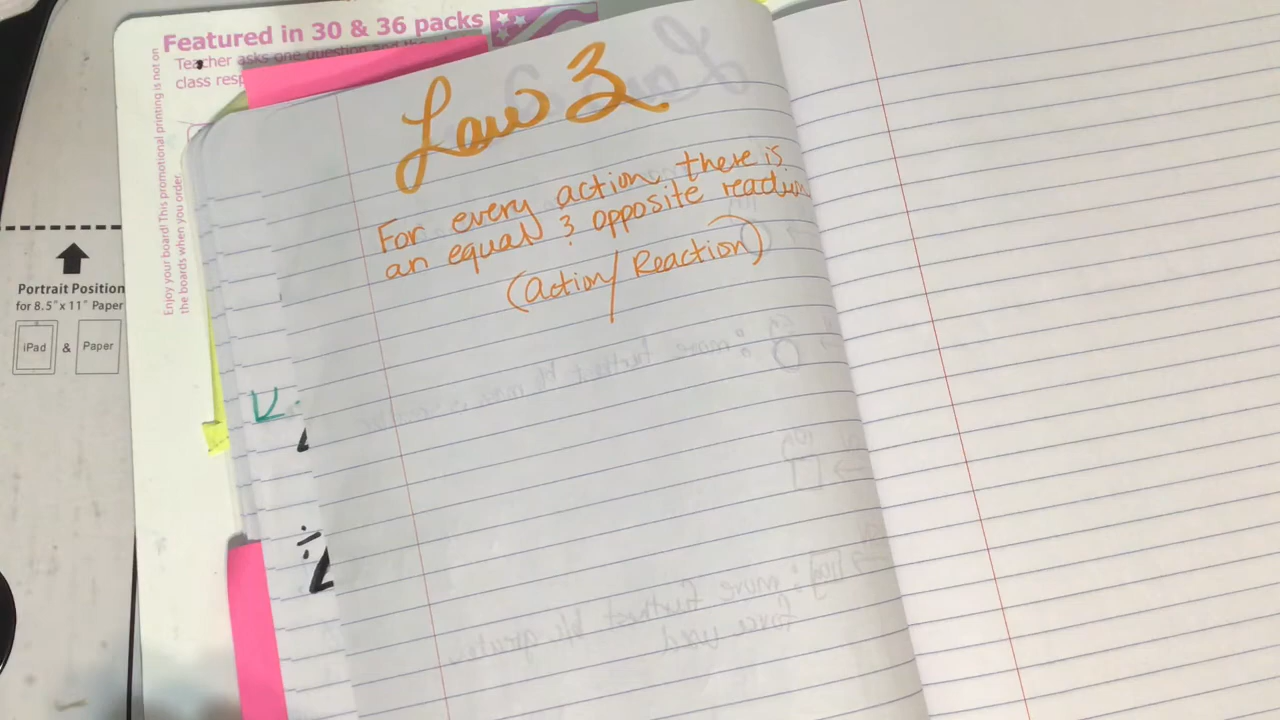 Featured in 30 & 36 packs
Teacher asks one question and the
class resp
Enjoy your board! This promotional printing is not on
the boards when you order.
Portrait Position
for 8.5"x 11" Paper
iPad & Paper
Law 3
For every action, there is
an equal & opposite reaction
(Action/Reaction)